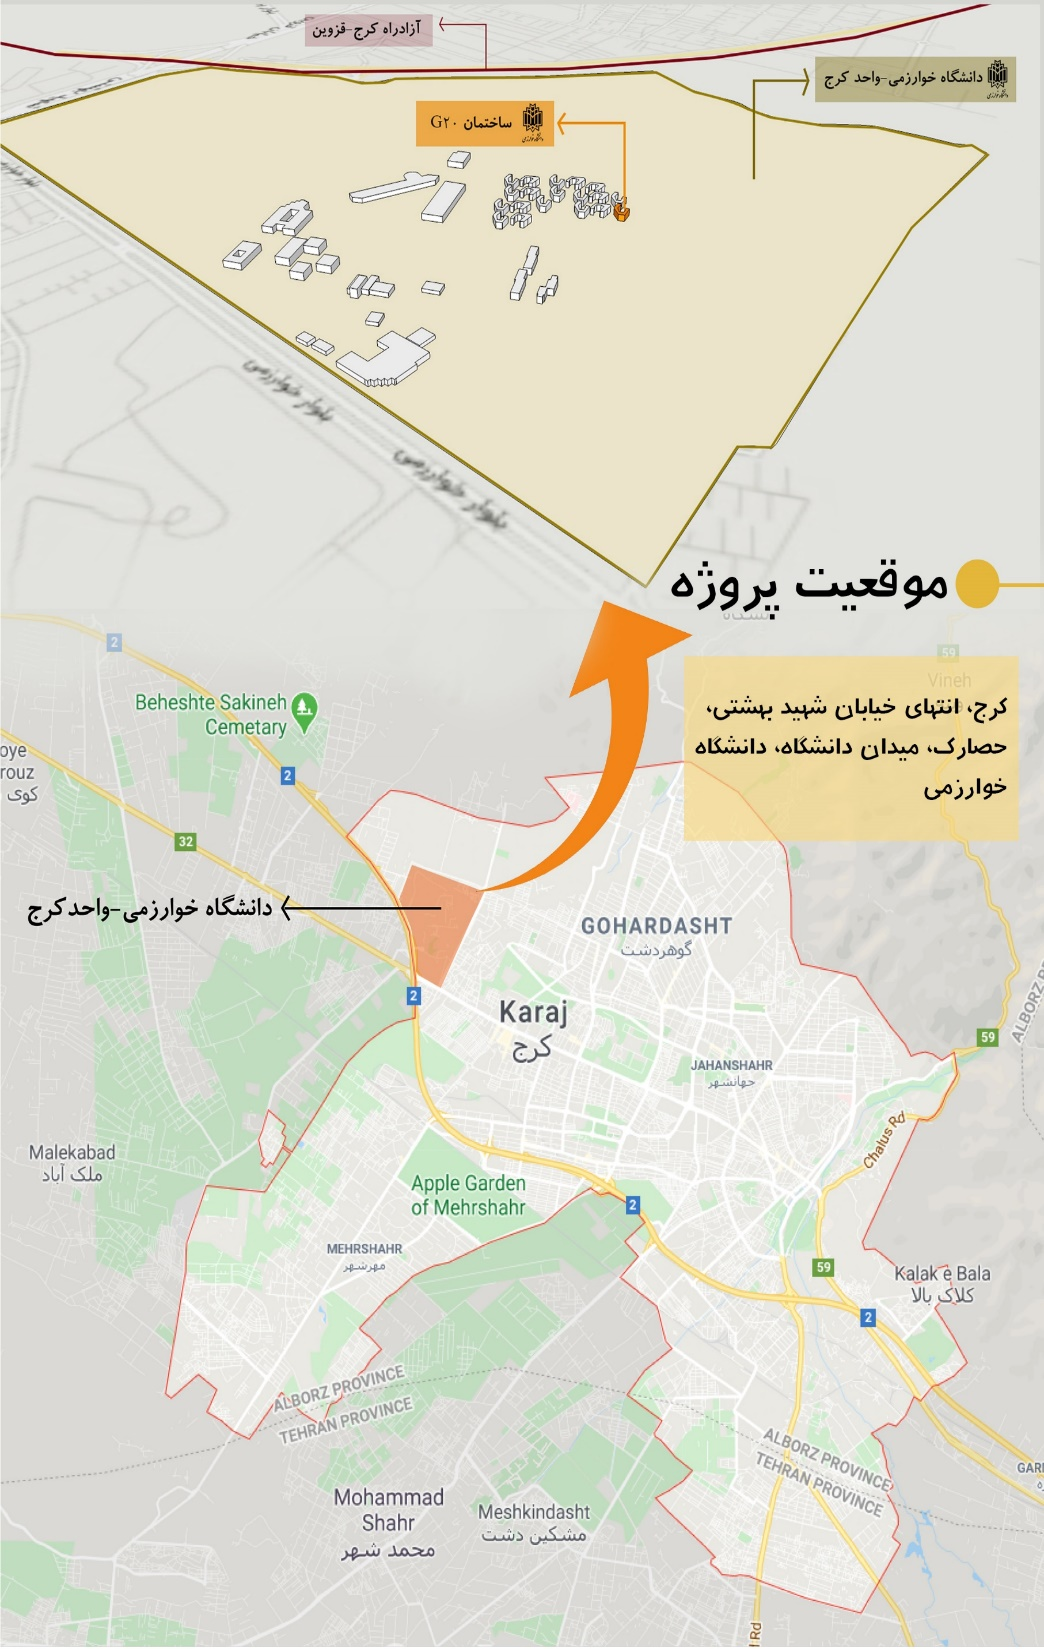 آزادراه کرج-قزوین
دانشگاه خوارزمی-واحد کرج
ساختمان G۲۰
بلوار خوارزمی
بلوار خوارزمی
موقعیت پروژه
کرج، انتهای خیابان شهید بهشتی،
حصارک، میدان دانشگاه، دانشگاه
خوارزمی
2
59
Vineh
Beheshte Sakineh
Cemetary
2
oye
rouz
کوی
32
دانشگاه خوارزمی-واحدکرج
GOHARDASHT
گوهردشت
2
Karaj
کرج
59
JAHANSHAHR
جهانشهر
Chalus Rd
Malekabad
ملک آباد
Apple Garden
of Mehrshahr
2
MEHRSHAHR
مهرشهر
59
Kalak e Bala
کلاک بالا
2
ALBORZ PROVINCE
TEHRAN PROVINCE
ALBORZ PROVINCE
TEHRAN PROVINCE
Mohammad
Shahr
محمد شهر
Meshkindasht
مشکین دشت